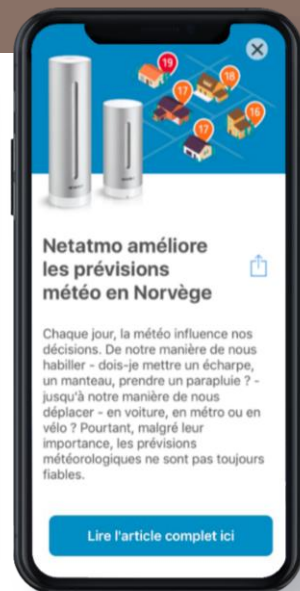 19
18
17
16
17
Netatmo améliore
les prévisions
météo en Norvège
Chaque jour, la météo influence nos
décisions. De notre manière de nous
habiller - dois-je mettre un écharpe,
un manteau, prendre un parapluie ? -
jusqu'à notre manière de nous
déplacer - en voiture, en métro ou en
vélo ? Pourtant, malgré leur
importance, les prévisions
météorologiques ne sont pas toujours
fiables.
Lire l'article complet ici